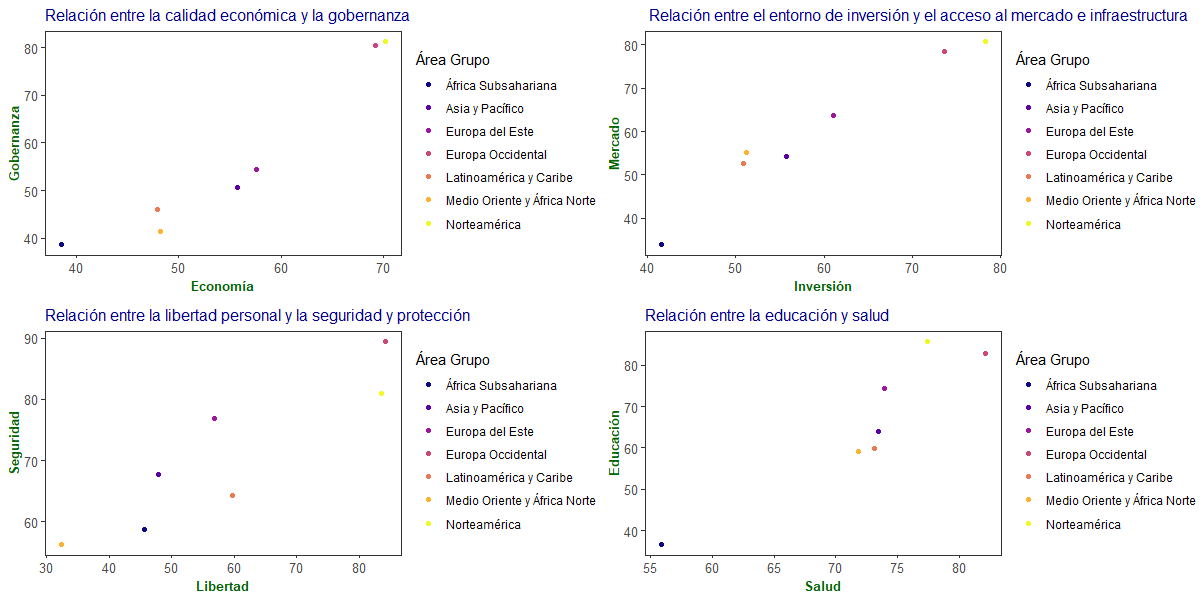 Relación entre la calidad económica y la gobernanza
Gobernanza
80
70
60
50
40
40
50
60
70
Economía
Área Grupo
África Subsahariana
Asia y Pacífico
Europa del Este
Europa Occidental
Latinoamérica y Caribe
Medio Oriente y África Norte
Norteamérica
Relación entre el entorno de inversión y el acceso al mercado e infraestructura
Mercado
80
70
60
50
40
40
50
60
70
80
Inversión
Área Grupo
África Subsahariana
Asia y Pacífico
Europa del Este
Europa Occidental
Latinoamérica y Caribe
Medio Oriente y África Norte
Norteamérica
Relación entre la libertad personal y la seguridad y protección
Seguridad
90
80
70
60
30
40
50
60
70
80
Libertad
Área Grupo
África Subsahariana
Asia y Pacífico
Europa del Este
Europa Occidental
Latinoamérica y Caribe
Medio Oriente y África Norte
Norteamérica
Relación entre la educación y salud
Educación
80
70
60
50
40
55
60
65
70
75
80
Salud
Área Grupo
África Subsahariana
Asia y Pacífico
Europa del Este
Europa Occidental
Latinoamérica y Caribe
Medio Oriente y África Norte
Norteamérica